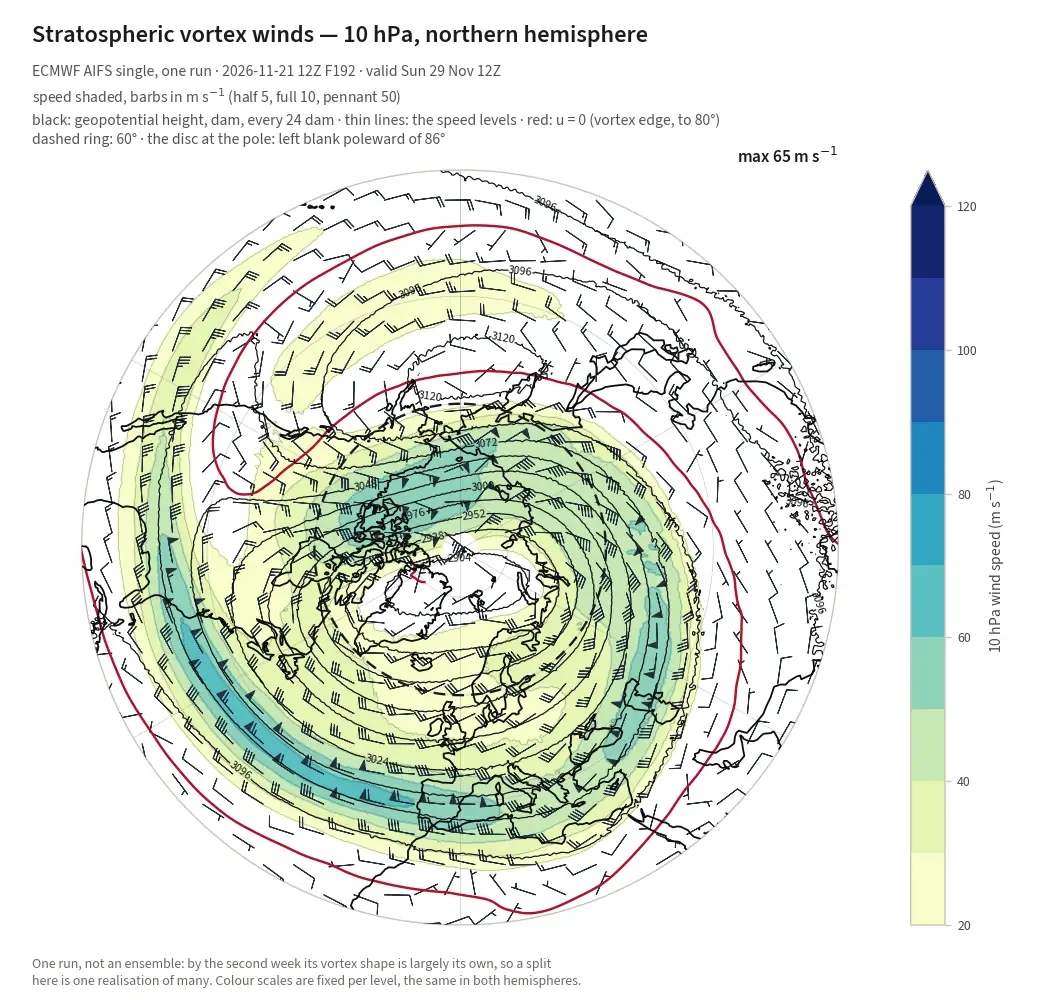 Stratospheric vortex winds — 10 hPa, northern hemisphere
ECMWF AIFS single, one run · 2026-11-21 12Z F192 · valid Sun 29 Nov 12Z
speed shaded, barbs in m s⁻¹ (half 5, full 10, pennant 50)
black: geopotential height, dam, every 24 dam · thin lines: the speed levels · red: u = 0 (vortex edge, to 80°)
dashed ring: 60° · the disc at the pole: left blank poleward of 86°
max 65 m s⁻¹
3096
3096
3120
3120
3072
3048
2952
2904
3096
3024
3096
120
100
80
60
40
20
10 hPa wind speed (m s⁻¹)
One run, not an ensemble: by the second week its vortex shape is largely its own, so a split
here is one realisation of many. Colour scales are fixed per level, the same in both hemispheres.